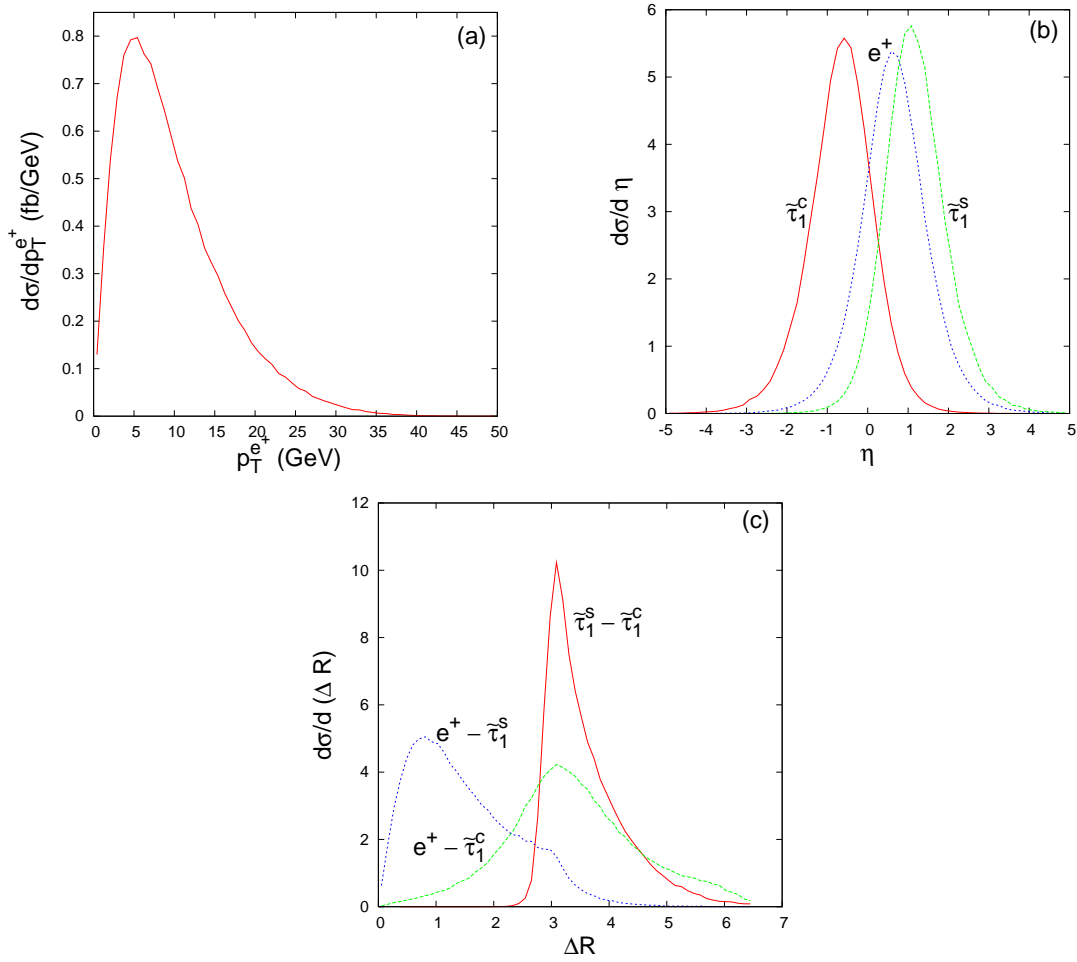 (a)
0.8
0.7
0.6
0.5
0.4
0.3
0.2
0.1
0
dσ/dp_T^{e+} (fb/GeV)
0 5 10 15 20 25 30 35 40 45 50
p_T^{e+} (GeV)
(b)
6
5
4
3
2
1
0
dσ/d η
e^+
τ̃_1^c
τ̃_1^s
-5 -4 -3 -2 -1 0 1 2 3 4 5
η
(c)
12
10
8
6
4
2
0
dσ/d (Δ R)
τ̃_1^s – τ̃_1^c
e^+ – τ̃_1^s
e^+ – τ̃_1^c
0 1 2 3 4 5 6 7
ΔR